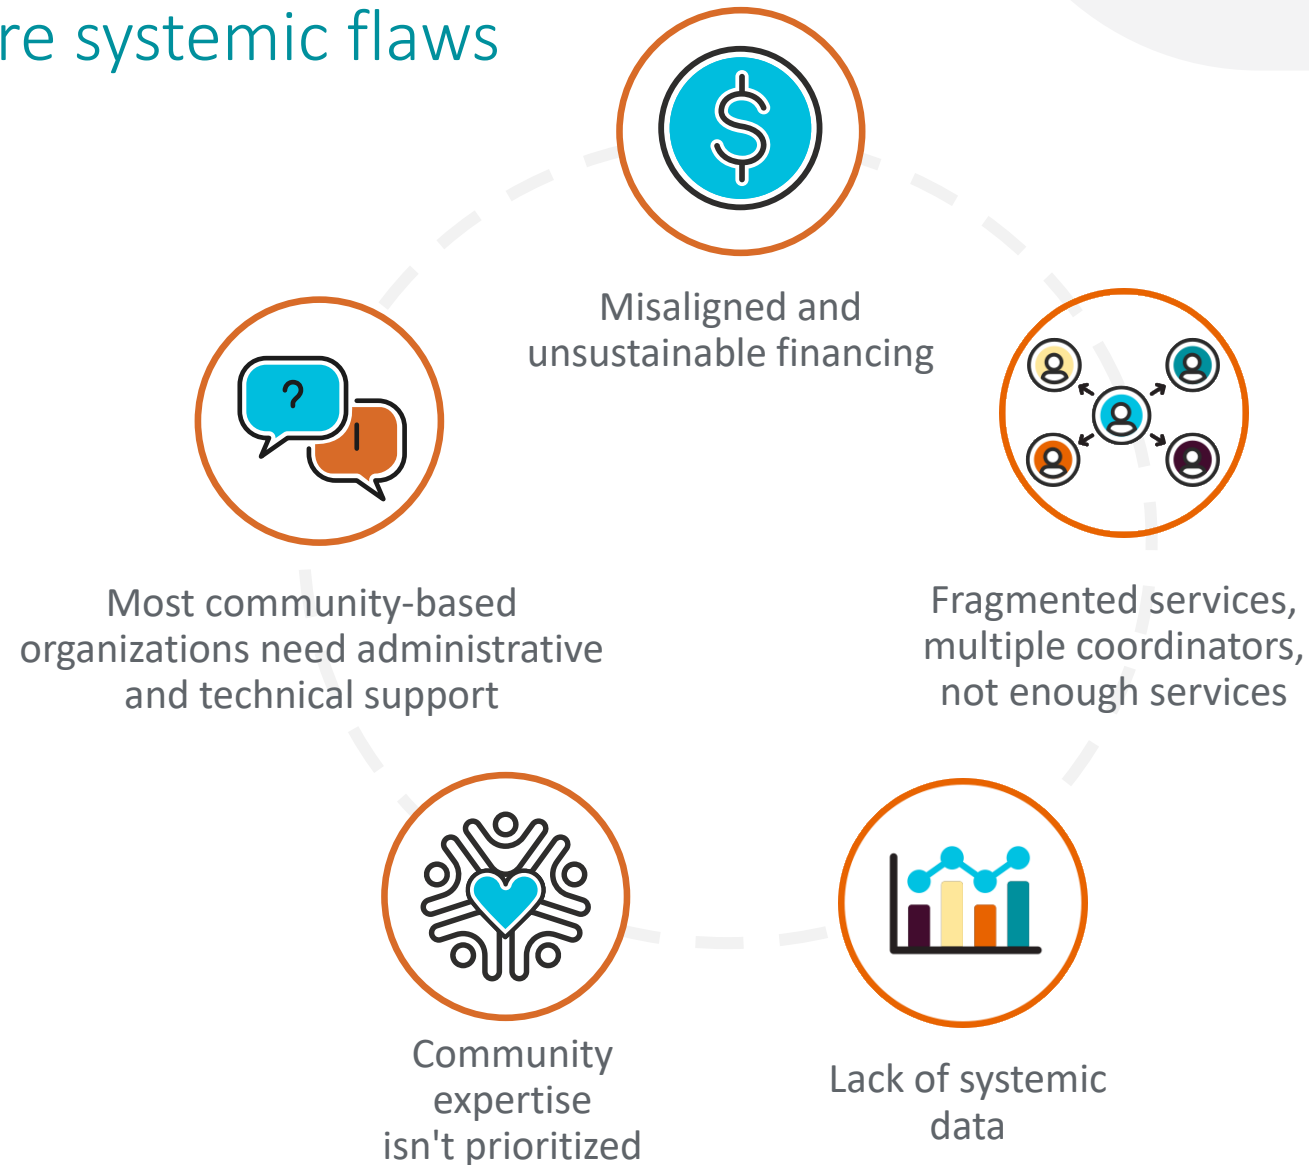 re systemic flaws
$
Misaligned and
unsustainable financing
?
!
Most community-based
organizations need administrative
and technical support
Fragmented services,
multiple coordinators,
not enough services
Community
expertise
isn't prioritized
Lack of systemic
data